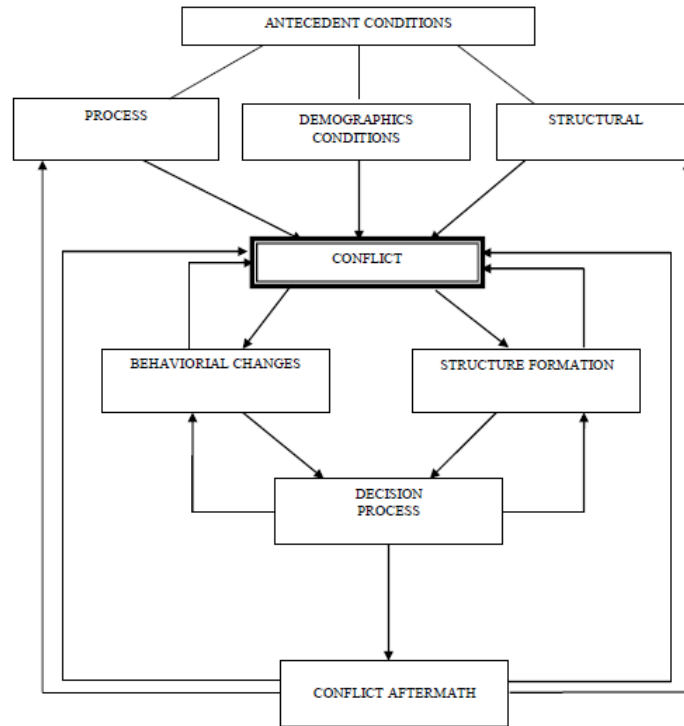 ANTECEDENT CONDITIONS
PROCESS
DEMOGRAPHICS
CONDITIONS
STRUCTURAL
CONFLICT
BEHAVIORIAL CHANGES
STRUCTURE FORMATION
DECISION
PROCESS
CONFLICT AFTERMATH